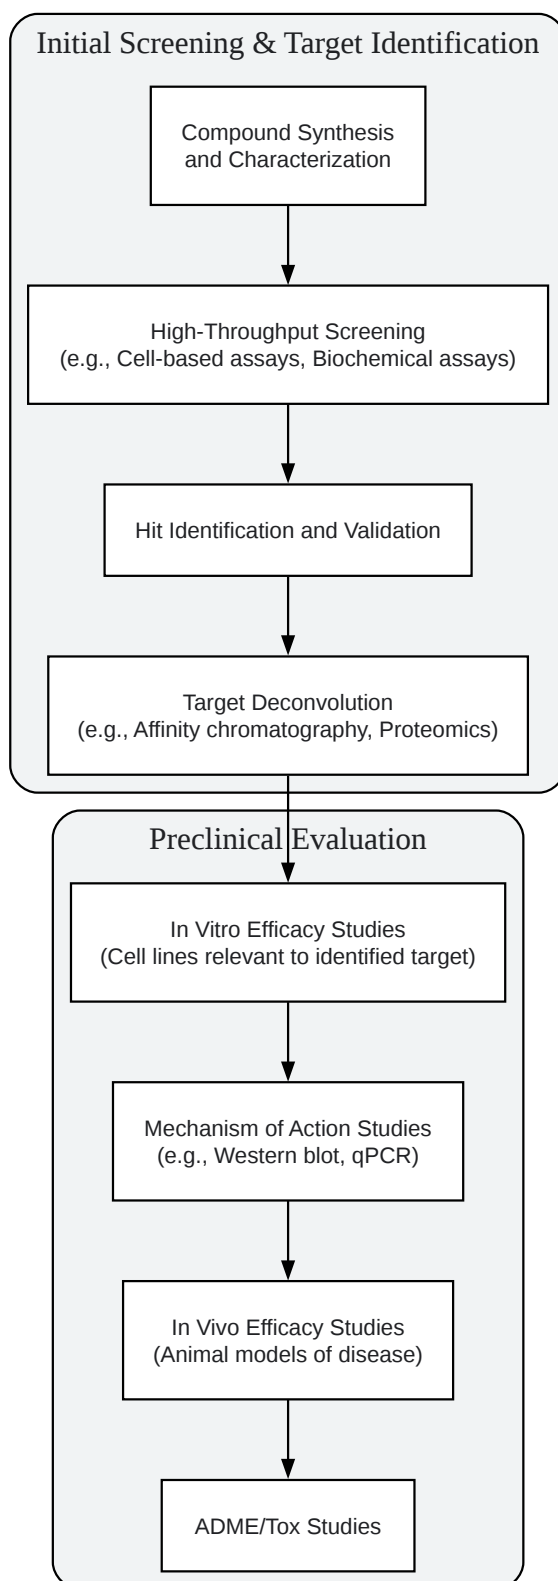 Initial Screening & Target Identification
Compound Synthesis
and Characterization
High-Throughput Screening
(e.g., Cell-based assays, Biochemical assays)
Hit Identification and Validation
Target Deconvolution
(e.g., Affinity chromatography, Proteomics)
Preclinical Evaluation
In Vitro Efficacy Studies
(Cell lines relevant to identified target)
Mechanism of Action Studies
(e.g., Western blot, qPCR)
In Vivo Efficacy Studies
(Animal models of disease)
ADME/Tox Studies